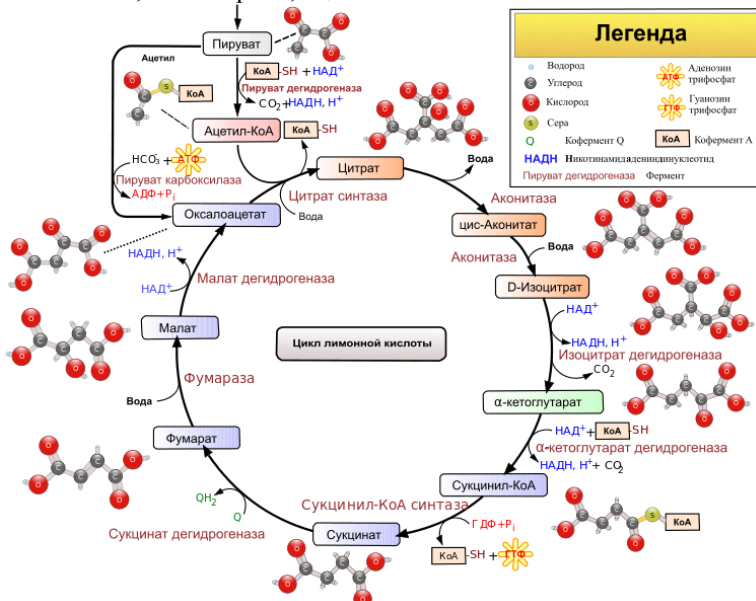 Пируват
Ацетил
КоА-SH + НАД⁺
Пируват дегидрогеназа
CO₂+НАДН, H⁺
S КоА
Ацетил-КоА
КоА-SH
HCO₃ + АТФ
Пируват карбоксилаза
АДФ+Pᵢ
Оксалоацетат
Цитрат
Цитрат синтаза
Вода
Вода
Аконитаза
цис-Аконитат
Аконитаза
Вода
D-Изоцитрат
НАД⁺
НАДН, H⁺
Изоцитрат дегидрогеназа
CO₂
α-кетоглутарат
НАД⁺+ КоА-SH
α-кетоглутарат дегидрогеназа
НАДН, H⁺+ CO₂
Сукцинил-КоА
S КоА
Сукцинил-КоА синтаза
ГДФ+Pᵢ
КоА-SH + ГТФ
Сукцинат
QH₂
Q
Сукцинат дегидрогеназа
Фумарат
Вода
Фумараза
Малат
НАД⁺
Малат дегидрогеназа
НАДН, H⁺
Цикл лимонной кислоты
Легенда
Водород
C Углерод
O Кислород
S Сера
Q Кофермент Q
НАДН Никотинамидадениндинуклеотид
Пируват дегидрогеназа Фермент
АТФ Аденозин
трифосфат
ГТФ Гуанозин
трифосфат
КоА Кофермент А